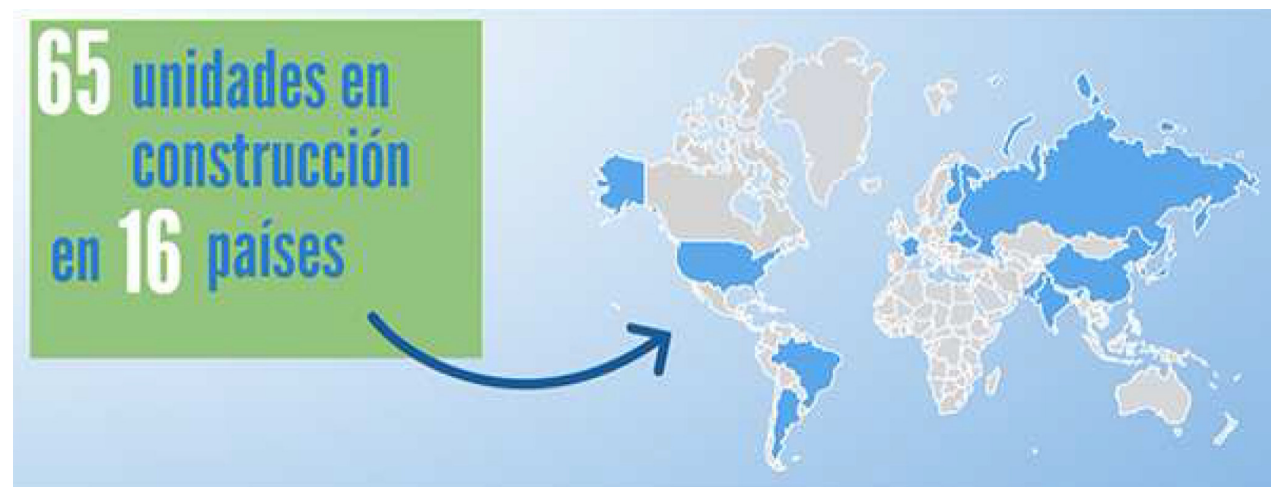 65 unidades en
construcción
en 16 países